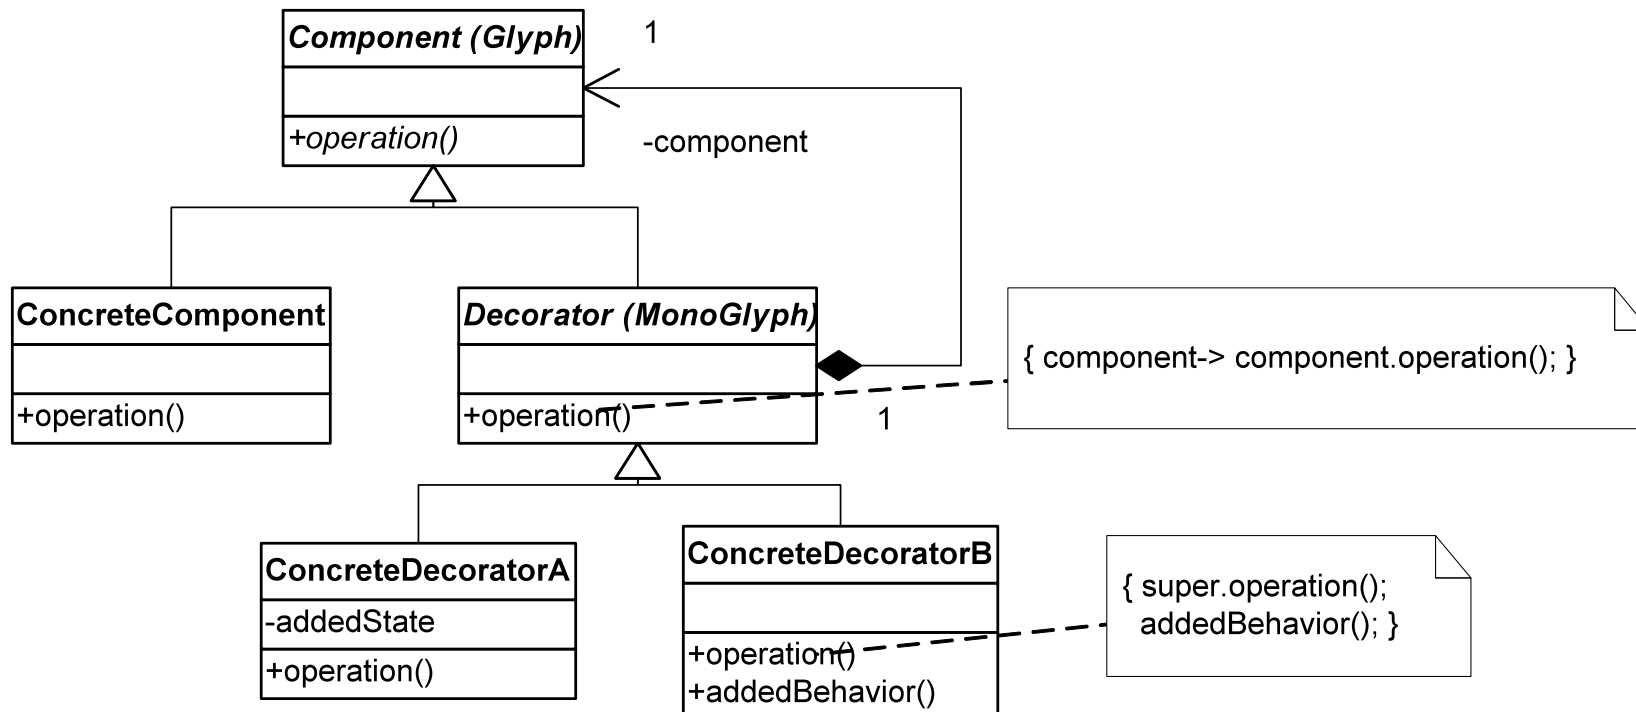 Component (Glyph)
1
+operation()
-component
ConcreteComponent
+operation()
Decorator (MonoGlyph)
+operation()
1
{ component-> component.operation(); }
ConcreteDecoratorA
-addedState
+operation()
ConcreteDecoratorB
+operation()
+addedBehavior()
{ super.operation();
addedBehavior(); }